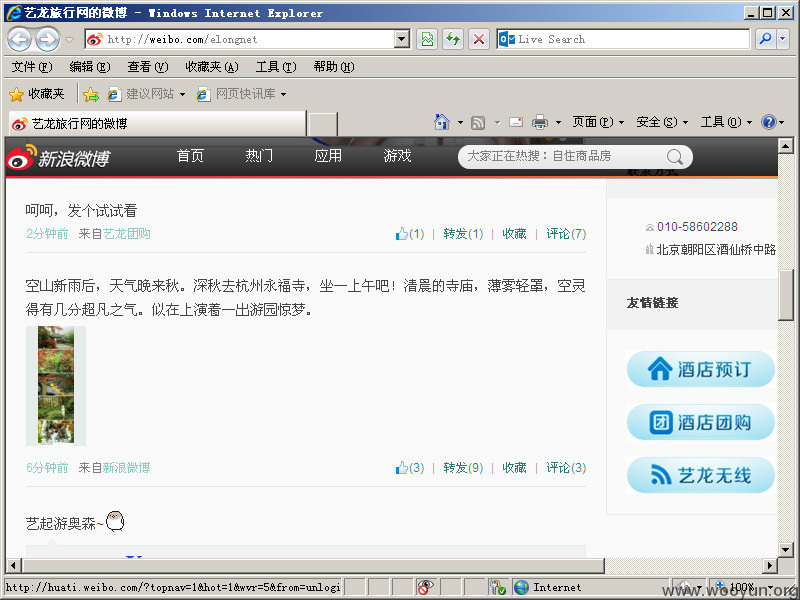 艺龙旅行网的微博 - Windows Internet Explorer
http://weibo.com/elongnet
Live Search
文件(F) 编辑(E) 查看(V) 收藏夹(A) 工具(T) 帮助(H)
收藏夹 建议网站 网页快讯库
艺龙旅行网的微博
页面(P) 安全(S) 工具(O)
新浪微博 首页 热门 应用 游戏 大家正在热搜：自住商品房
联系方式
呵呵，发个试试看
2分钟前 来自艺龙团购 (1) | 转发(1) | 收藏 | 评论(7)
010-58602288
北京朝阳区酒仙桥中路
空山新雨后，天气晚来秋。深秋去杭州永福寺，坐一上午吧！清晨的寺庙，薄雾轻罩，空灵
得有几分超凡之气。似在上演着一出游园惊梦。
友情链接
酒店预订
团 酒店团购
艺龙无线
6分钟前 来自新浪微博 (3) | 转发(9) | 收藏 | 评论(3)
艺起游奥森~
http://huati.weibo.com/?topnav=1&hot=1&wvr=5&from=unlogi
Internet
100%
www.wooyun.org